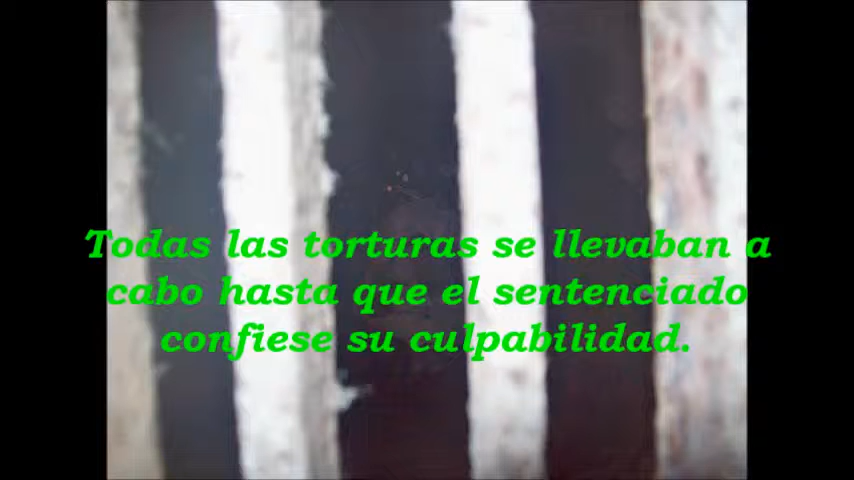 Todas las torturas se llevaban a
cabo hasta que el sentenciado
confiese su culpabilidad.